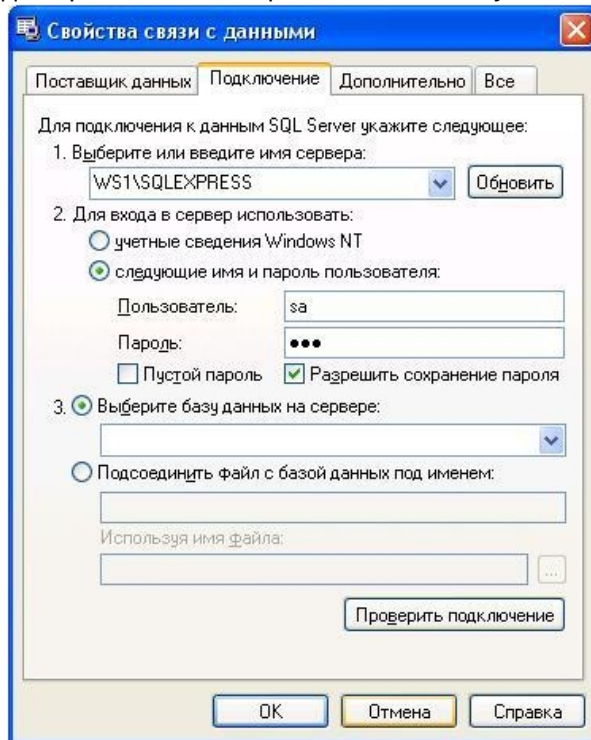 Свойства связи с данными
Поставщик данных Подключение Дополнительно Все
Для подключения к данным SQL Server укажите следующее:
1. Выберите или введите имя сервера:
WS1\SQLEXPRESS Обновить
2. Для входа в сервер использовать:
учетные сведения Windows NT
следующие имя и пароль пользователя:
Пользователь: sa
Пароль: ●●●
Пустой пароль Разрешить сохранение пароля
3. Выберите базу данных на сервере:
Подсоединить файл с базой данных под именем:
Используя имя файла:
...
Проверить подключение
OK Отмена Справка